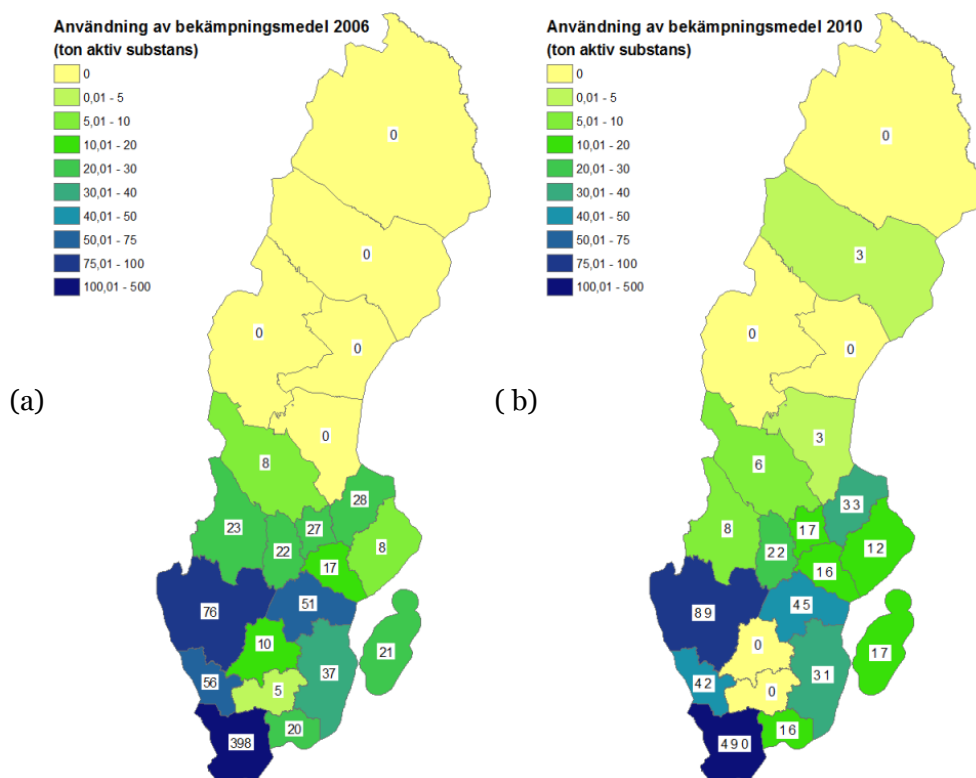 Användning av bekämpningsmedel 2006
(ton aktiv substans)
0
0,01 - 5
5,01 - 10
10,01 - 20
20,01 - 30
30,01 - 40
40,01 - 50
50,01 - 75
75,01 - 100
100,01 - 500
0
0
0
0
(a)
0
8
28
23
27
22
8
17
76
51
10
21
37
56
5
20
398
Användning av bekämpningsmedel 2010
(ton aktiv substans)
0
0,01 - 5
5,01 - 10
10,01 - 20
20,01 - 30
30,01 - 40
40,01 - 50
50,01 - 75
75,01 - 100
100,01 - 500
0
3
0
0
( b)
3
6
33
8
17
22
12
16
89
45
0
17
31
42
0
16
490